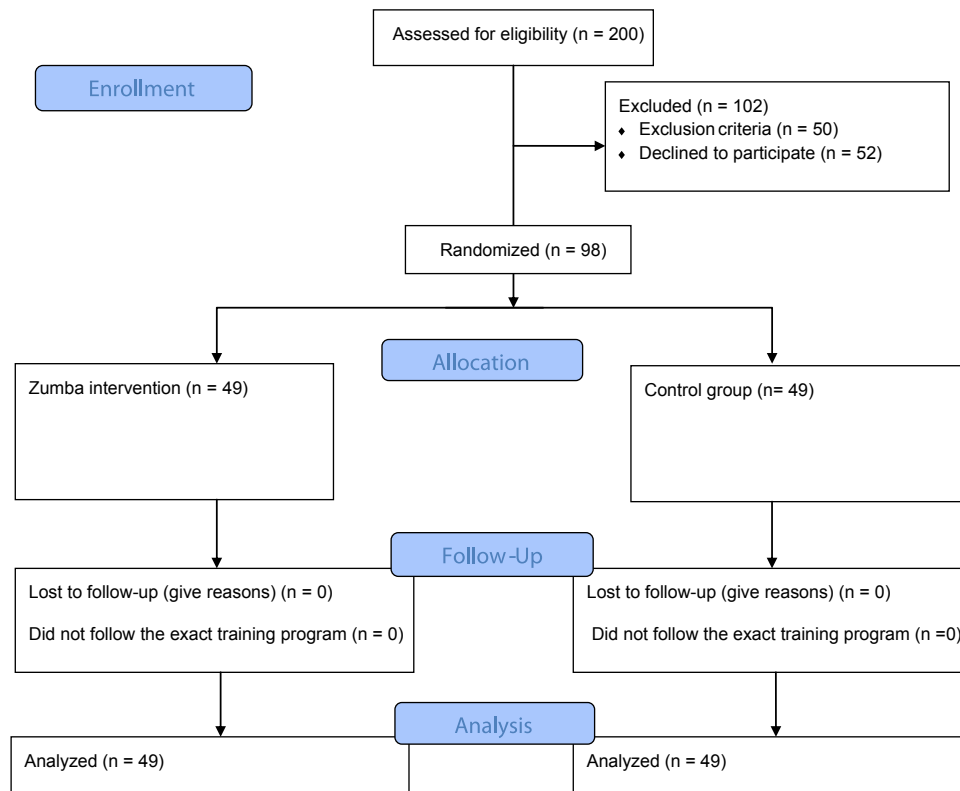 Assessed for eligibility (n = 200)
Enrollment
Excluded (n = 102)
♦ Exclusion criteria (n = 50)
♦ Declined to participate (n = 52)
Randomized (n = 98)
Allocation
Zumba intervention (n = 49)
Control group (n= 49)
Follow-Up
Lost to follow-up (give reasons) (n = 0)
Did not follow the exact training program (n = 0)
Lost to follow-up (give reasons) (n = 0)
Did not follow the exact training program (n =0)
Analysis
Analyzed (n = 49)
Analyzed (n = 49)